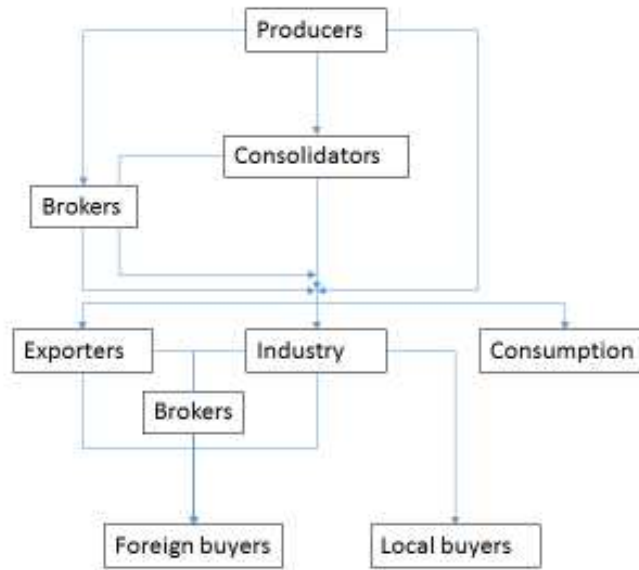 Producers
Consolidators
Brokers
Exporters
Industry
Consumption
Brokers
Foreign buyers
Local buyers